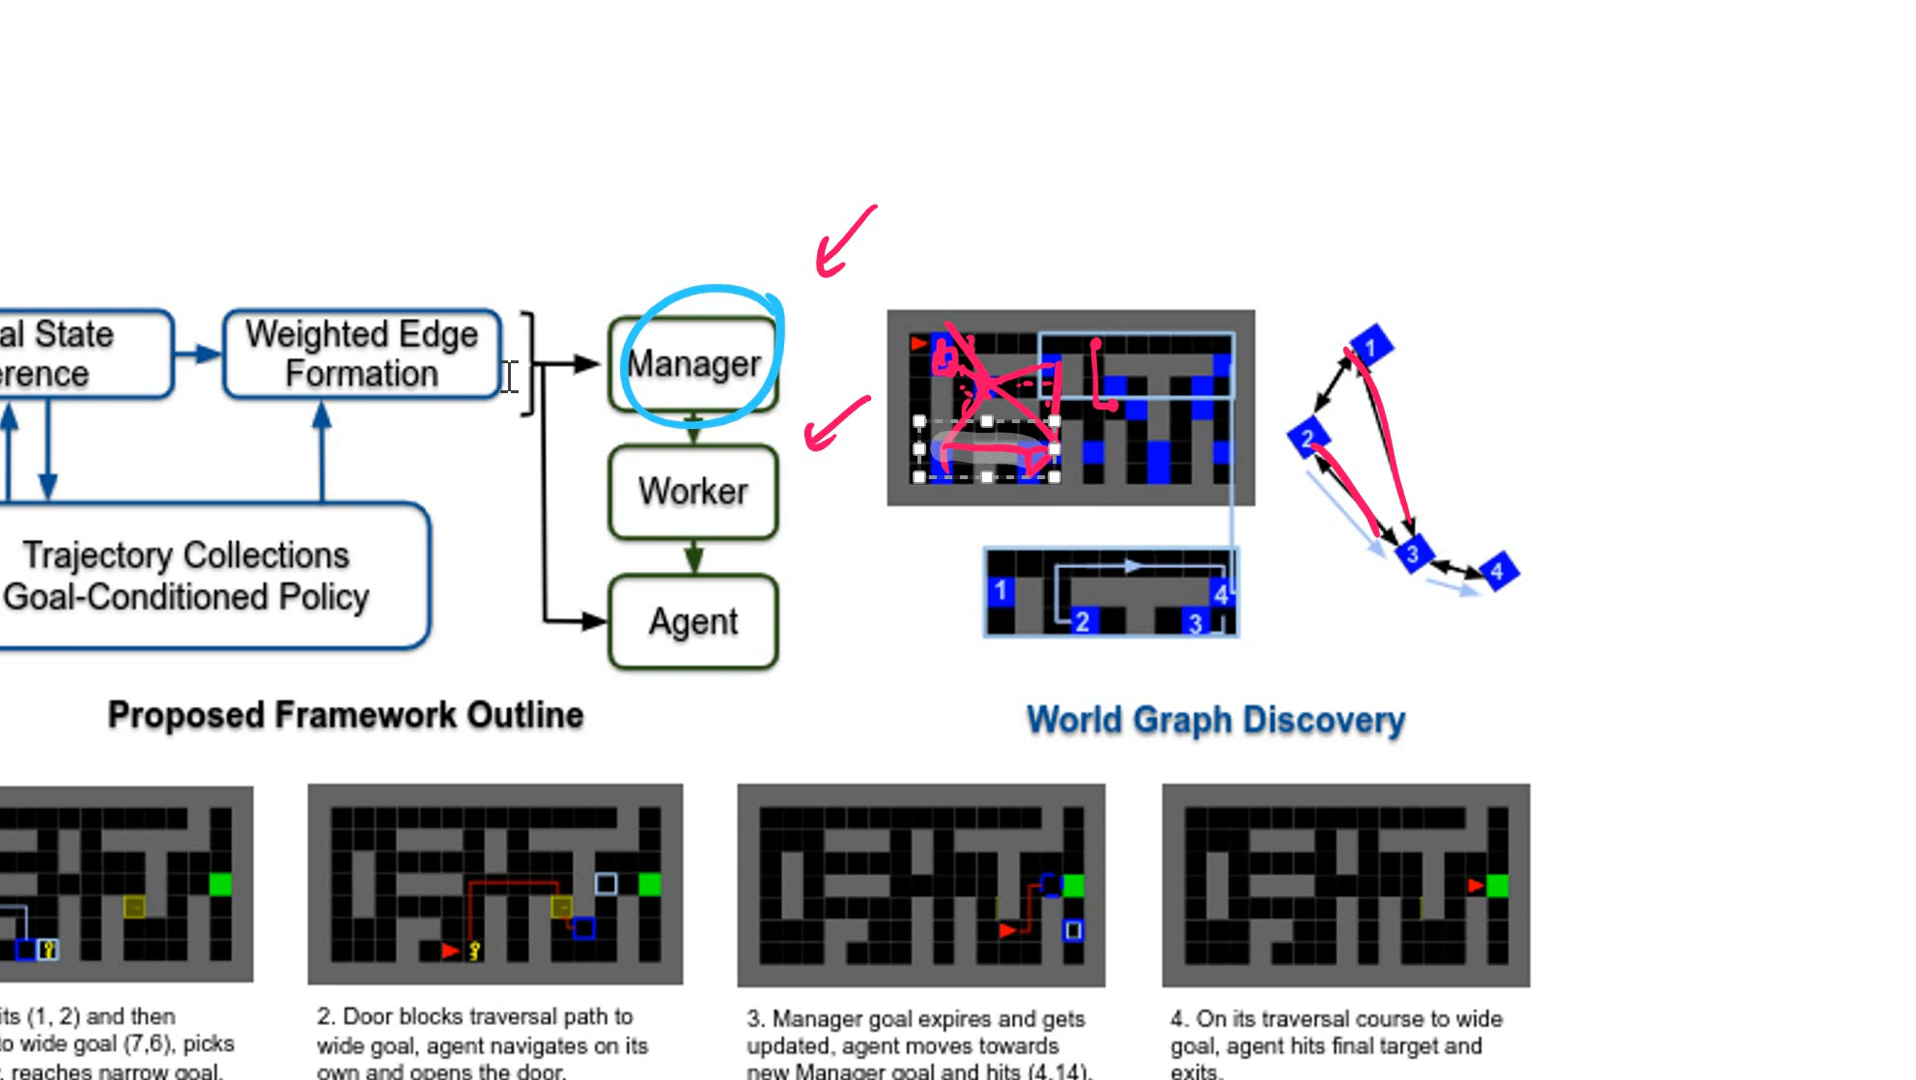 al State
erence
Weighted Edge
Formation
Manager
Worker
Agent
Trajectory Collections
Goal-Conditioned Policy
1
2
3
4
1
2
3
4
Proposed Framework Outline
World Graph Discovery
its (1, 2) and then
to wide goal (7,6), picks
reaches narrow goal.
2. Door blocks traversal path to
wide goal, agent navigates on its
own and opens the door.
3. Manager goal expires and gets
updated, agent moves towards
new Manager goal and hits (4,14).
4. On its traversal course to wide
goal, agent hits final target and
exits.